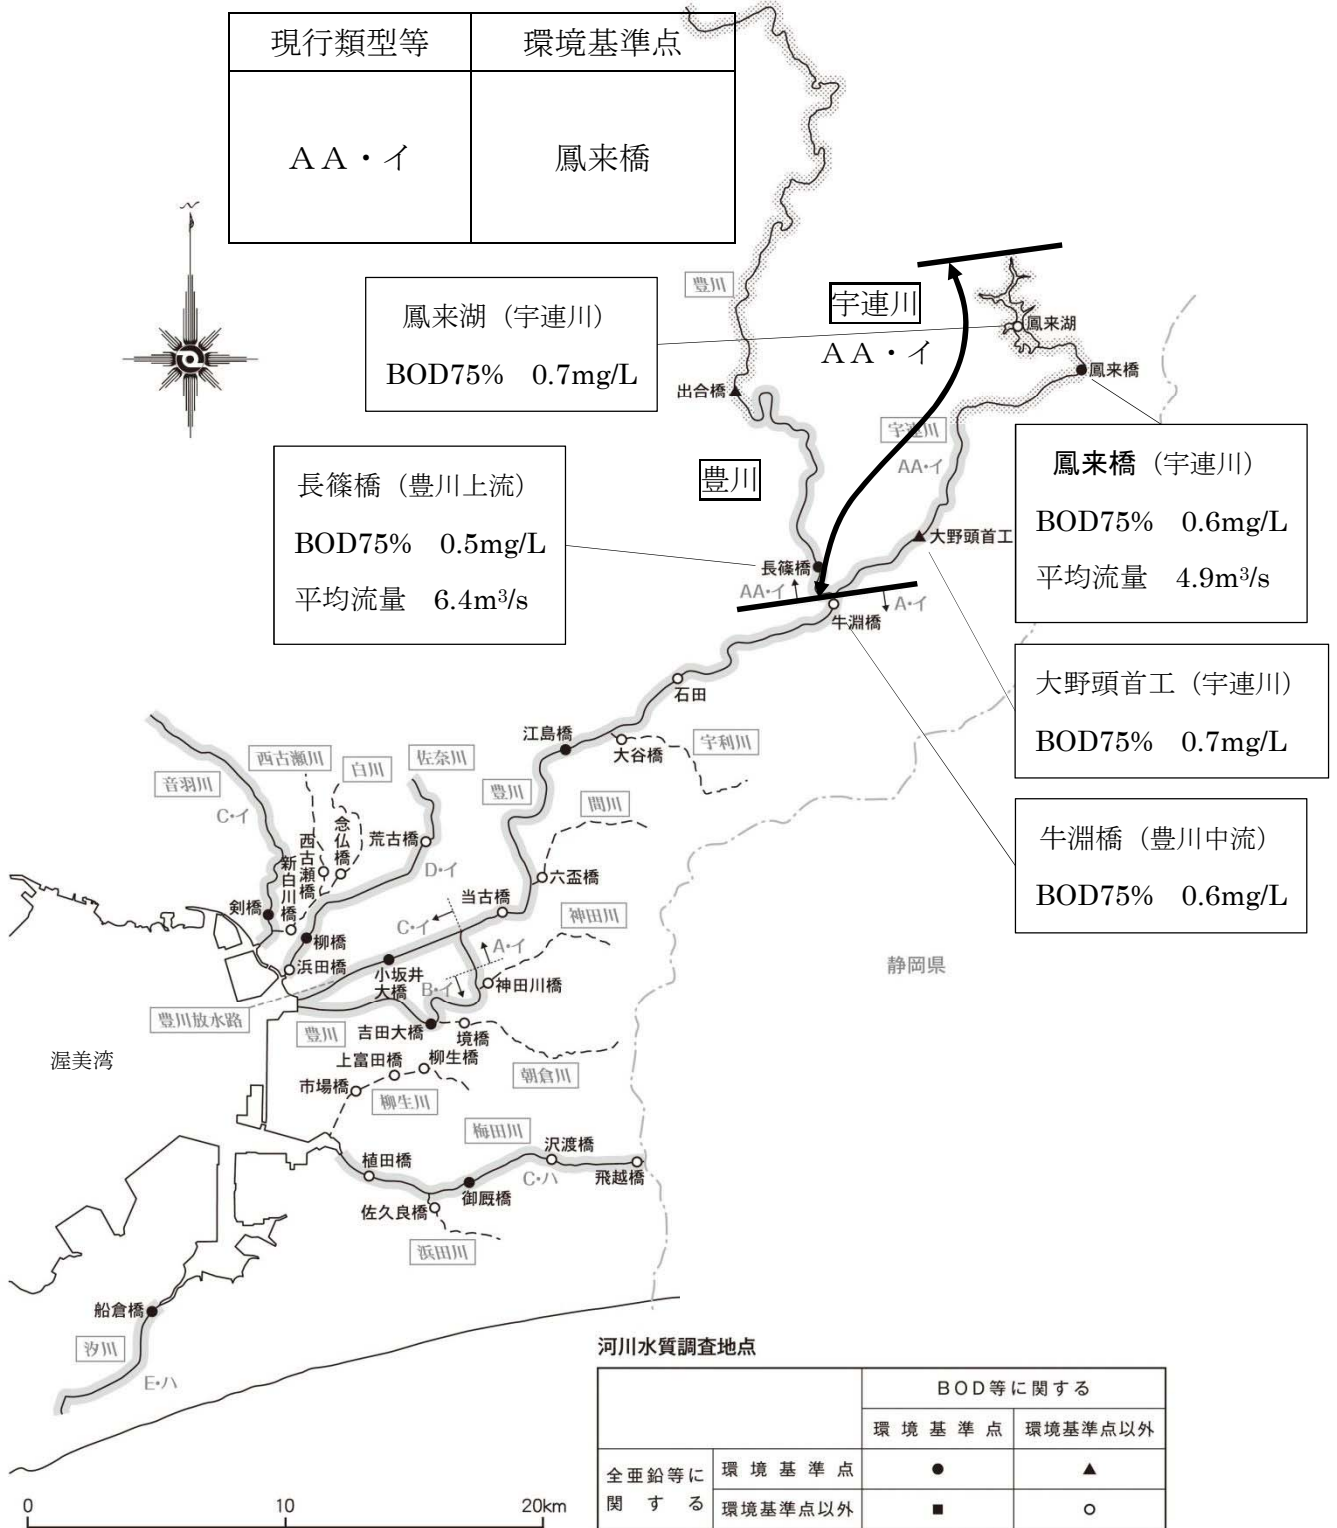 現行類型等
環境基準点
ＡＡ・イ
鳳来橋
豊川
鳳来湖（宇連川）
BOD75%　0.7mg/L
宇連川
ＡＡ・イ
鳳来湖
鳳来橋
出合橋
宇連川
AA・イ
豊川
長篠橋（豊川上流）
BOD75%　0.5mg/L
平均流量　6.4m³/s
鳳来橋（宇連川）
BOD75%　0.6mg/L
平均流量　4.9m³/s
大野頭首工
長篠橋
AA・イ
A・イ
牛淵橋
大野頭首工（宇連川）
BOD75%　0.7mg/L
石田
牛淵橋（豊川中流）
BOD75%　0.6mg/L
江島橋
大谷橋
宇利川
西古瀬川
白川
佐奈川
音羽川
豊川
間川
C・イ
念仏橋
西古瀬橋
新白川橋
荒古橋
D・イ
六盃橋
当古橋
神田川
剣橋
C・イ
A・イ
柳橋
浜田橋
小坂井
大橋
B・イ
神田川橋
静岡県
豊川放水路
豊川
吉田大橋
境橋
朝倉川
渥美湾
上富田橋
柳生橋
市場橋
柳生川
梅田川
沢渡橋
植田橋
C・ハ
飛越橋
御厩橋
佐久良橋
浜田川
船倉橋
汐川
E・ハ
河川水質調査地点
BOD等に関する
環境基準点
環境基準点以外
全亜鉛等に
関する
環境基準点
●
▲
環境基準点以外
■
○
0
10
20km